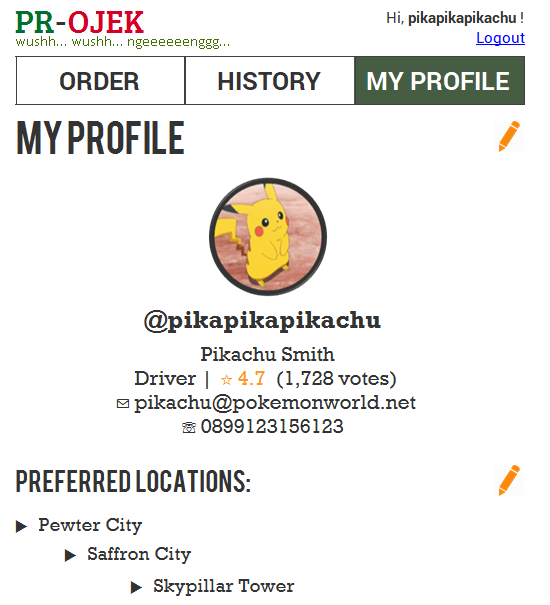 PR-OJEK
wushh... wushh... ngeeeeeenggg...
Hi, pikapikapikachu !
Logout
ORDER HISTORY MY PROFILE
MY PROFILE
@pikapikapikachu
Pikachu Smith
Driver | ☆ 4.7 (1,728 votes)
✉ pikachu@pokemonworld.net
☏ 0899123156123
PREFERRED LOCATIONS:
▶ Pewter City
▶ Saffron City
▶ Skypillar Tower